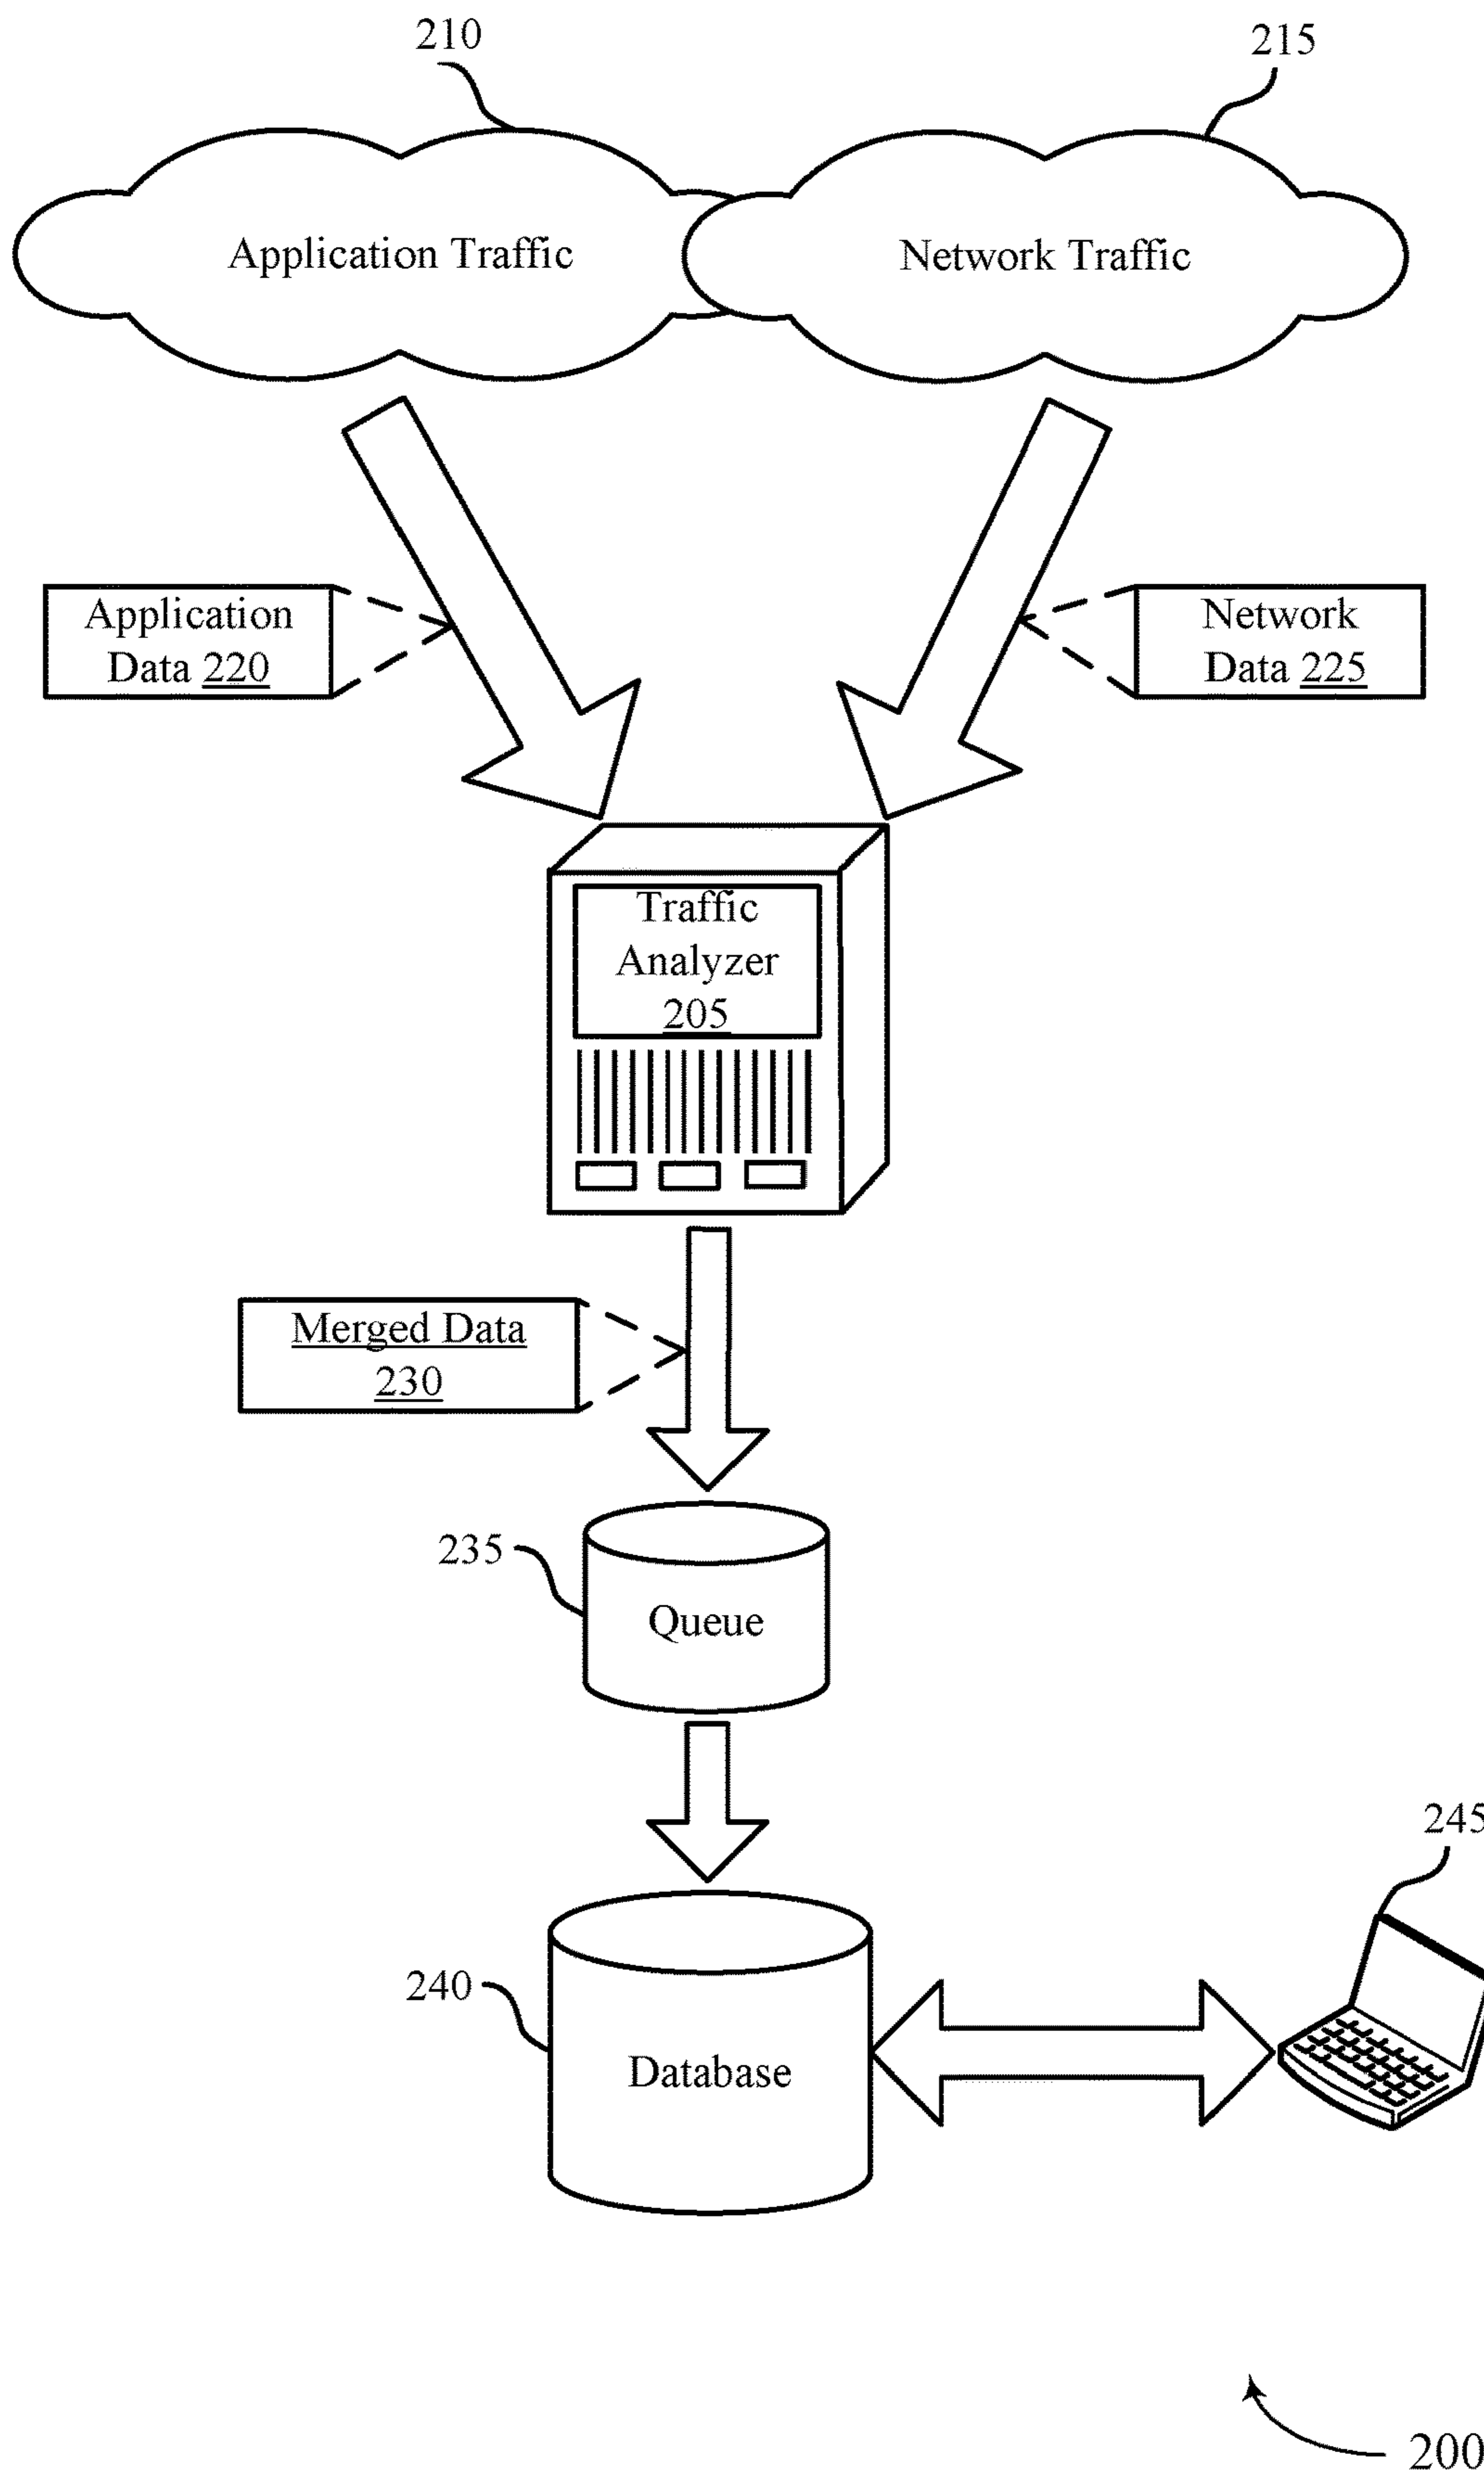 210
215
Application Traffic
Network Traffic
Application
Data 220
Network
Data 225
Traffic
Analyzer
205
Merged Data
230
235
Queue
245
240
Database
200